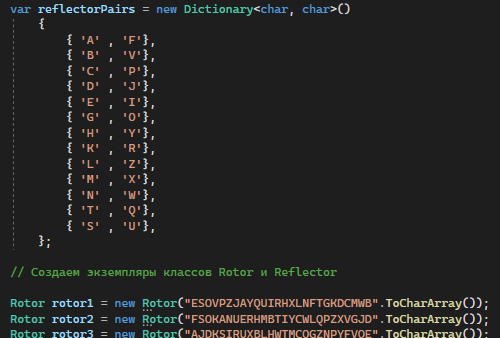 var reflectorPairs = new Dictionary<char, char>()
{
{ 'A' , 'F'},
{ 'B' , 'V'},
{ 'C' , 'P'},
{ 'D' , 'J'},
{ 'E' , 'I'},
{ 'G' , 'O'},
{ 'H' , 'Y'},
{ 'K' , 'R'},
{ 'L' , 'Z'},
{ 'M' , 'X'},
{ 'N' , 'W'},
{ 'T' , 'Q'},
{ 'S' , 'U'},
};
// Создаем экземпляры классов Rotor и Reflector
Rotor rotor1 = new Rotor("ESOVPZJAYQUIRHXLNFTGKDCMWB".ToCharArray());
Rotor rotor2 = new Rotor("FSOKANUERHMBTIYCWLQPZXVGJD".ToCharArray());
Rotor rotor3 = new Rotor("AJDKSIRUXBLHWTMCQGZNPYFVOE".ToCharArray());